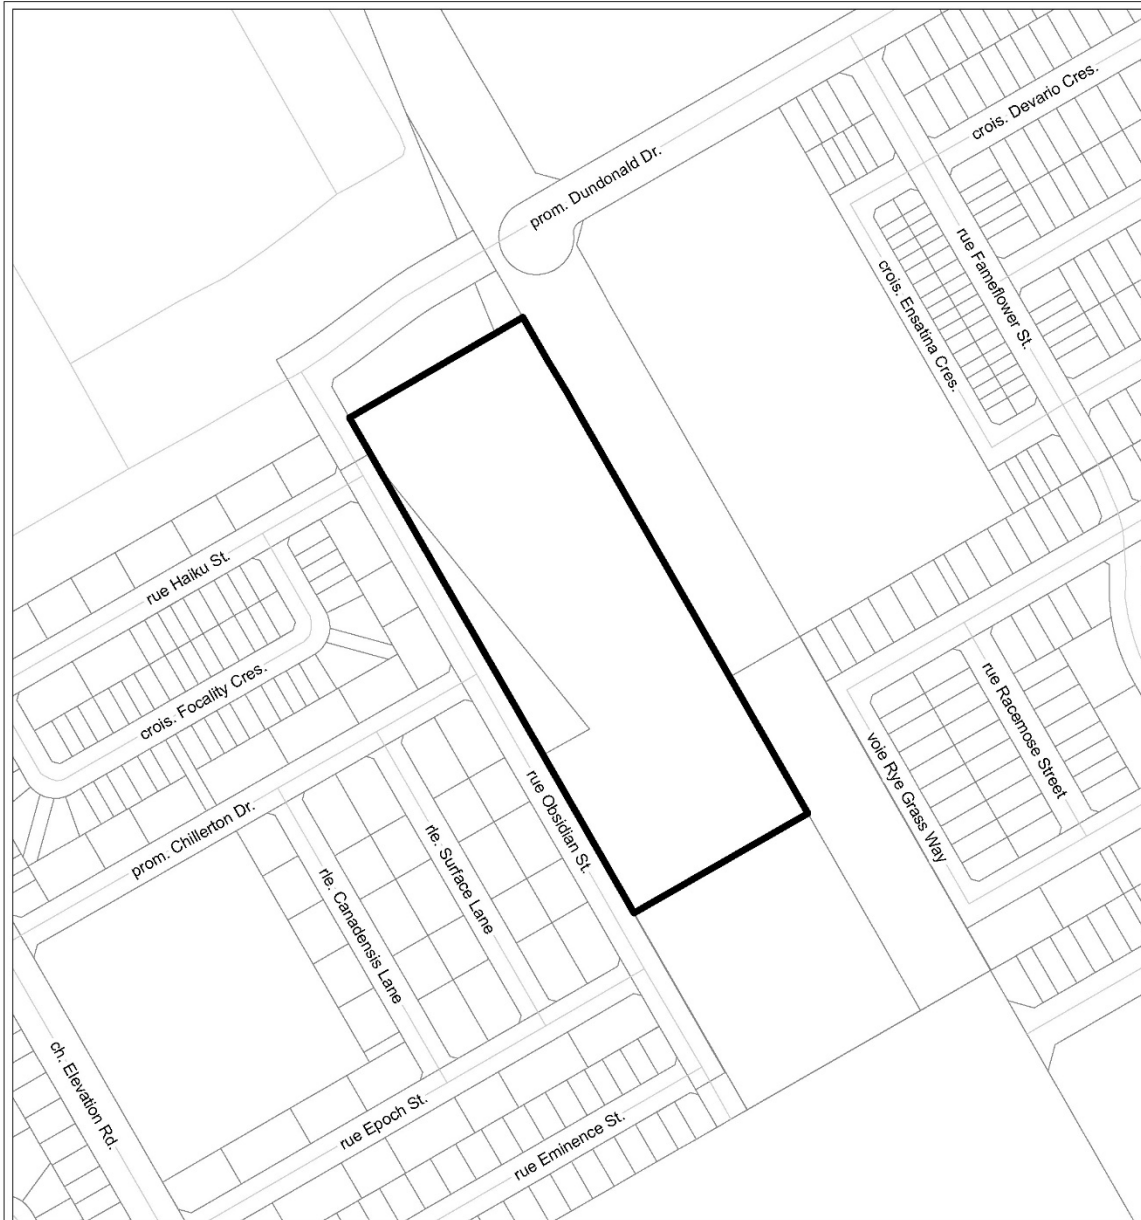 crois. Devario Cres.
prom. Dundonald Dr.
rue Fameflower St.
crois. Ensatina Cres.
rue Haiku St.
crois. Focality Cres.
rue Racemose Street
voie Rye Grass Way
prom. Chillerton Dr.
rue Obsidian St.
rle. Surface Lane
rle. Canadensis Lane
ch. Elevation Rd.
rue Epoch St.
rue Eminence St.